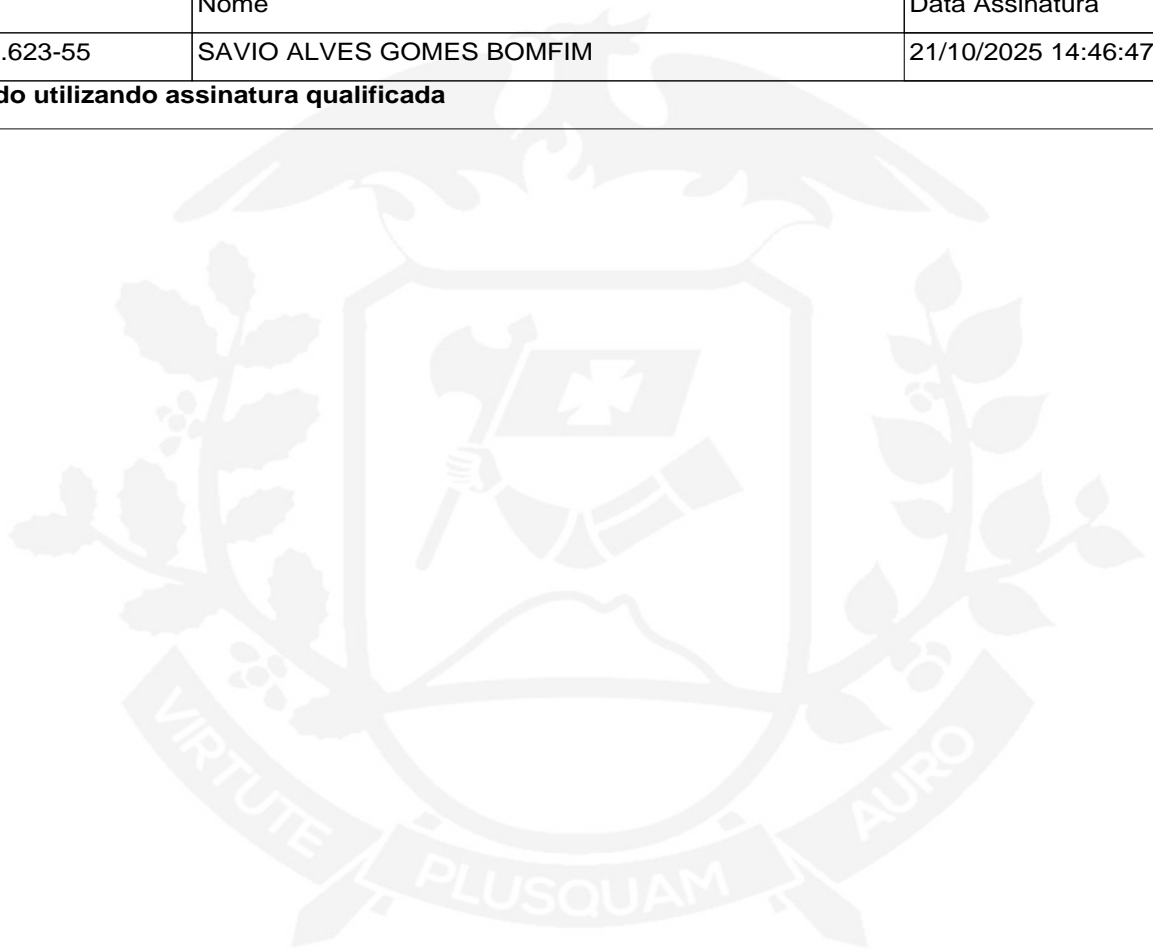 Nome Data Assinatura
.623-55 SAVIO ALVES GOMES BOMFIM 21/10/2025 14:46:47
do utilizando assinatura qualificada
VIRTUTE PLUSQUAM AURO